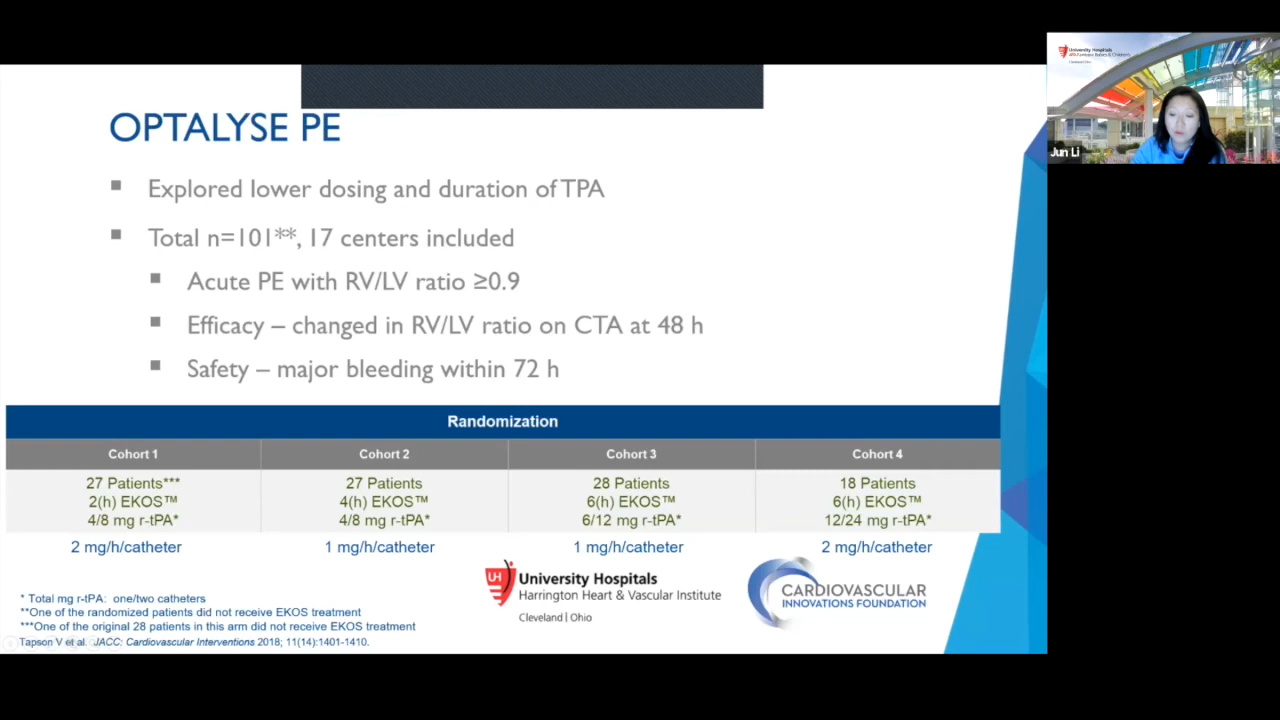 OPTALYSE PE
Explored lower dosing and duration of TPA
Total n=101**, 17 centers included
Acute PE with RV/LV ratio ≥0.9
Efficacy – changed in RV/LV ratio on CTA at 48 h
Safety – major bleeding within 72 h
Randomization
Cohort 1
Cohort 2
Cohort 3
Cohort 4
27 Patients***
2(h) EKOS™
4/8 mg r-tPA*
27 Patients
4(h) EKOS™
4/8 mg r-tPA*
28 Patients
6(h) EKOS™
6/12 mg r-tPA*
18 Patients
6(h) EKOS™
12/24 mg r-tPA*
2 mg/h/catheter
1 mg/h/catheter
1 mg/h/catheter
2 mg/h/catheter
* Total mg r-tPA: one/two catheters
**One of the randomized patients did not receive EKOS treatment
***One of the original 28 patients in this arm did not receive EKOS treatment
Tapson V et al. JACC: Cardiovascular Interventions 2018; 11(14):1401-1410.
UH
University Hospitals
Harrington Heart & Vascular Institute
Cleveland | Ohio
CARDIOVASCULAR
INNOVATIONS FOUNDATION
University Hospitals
Jun Li